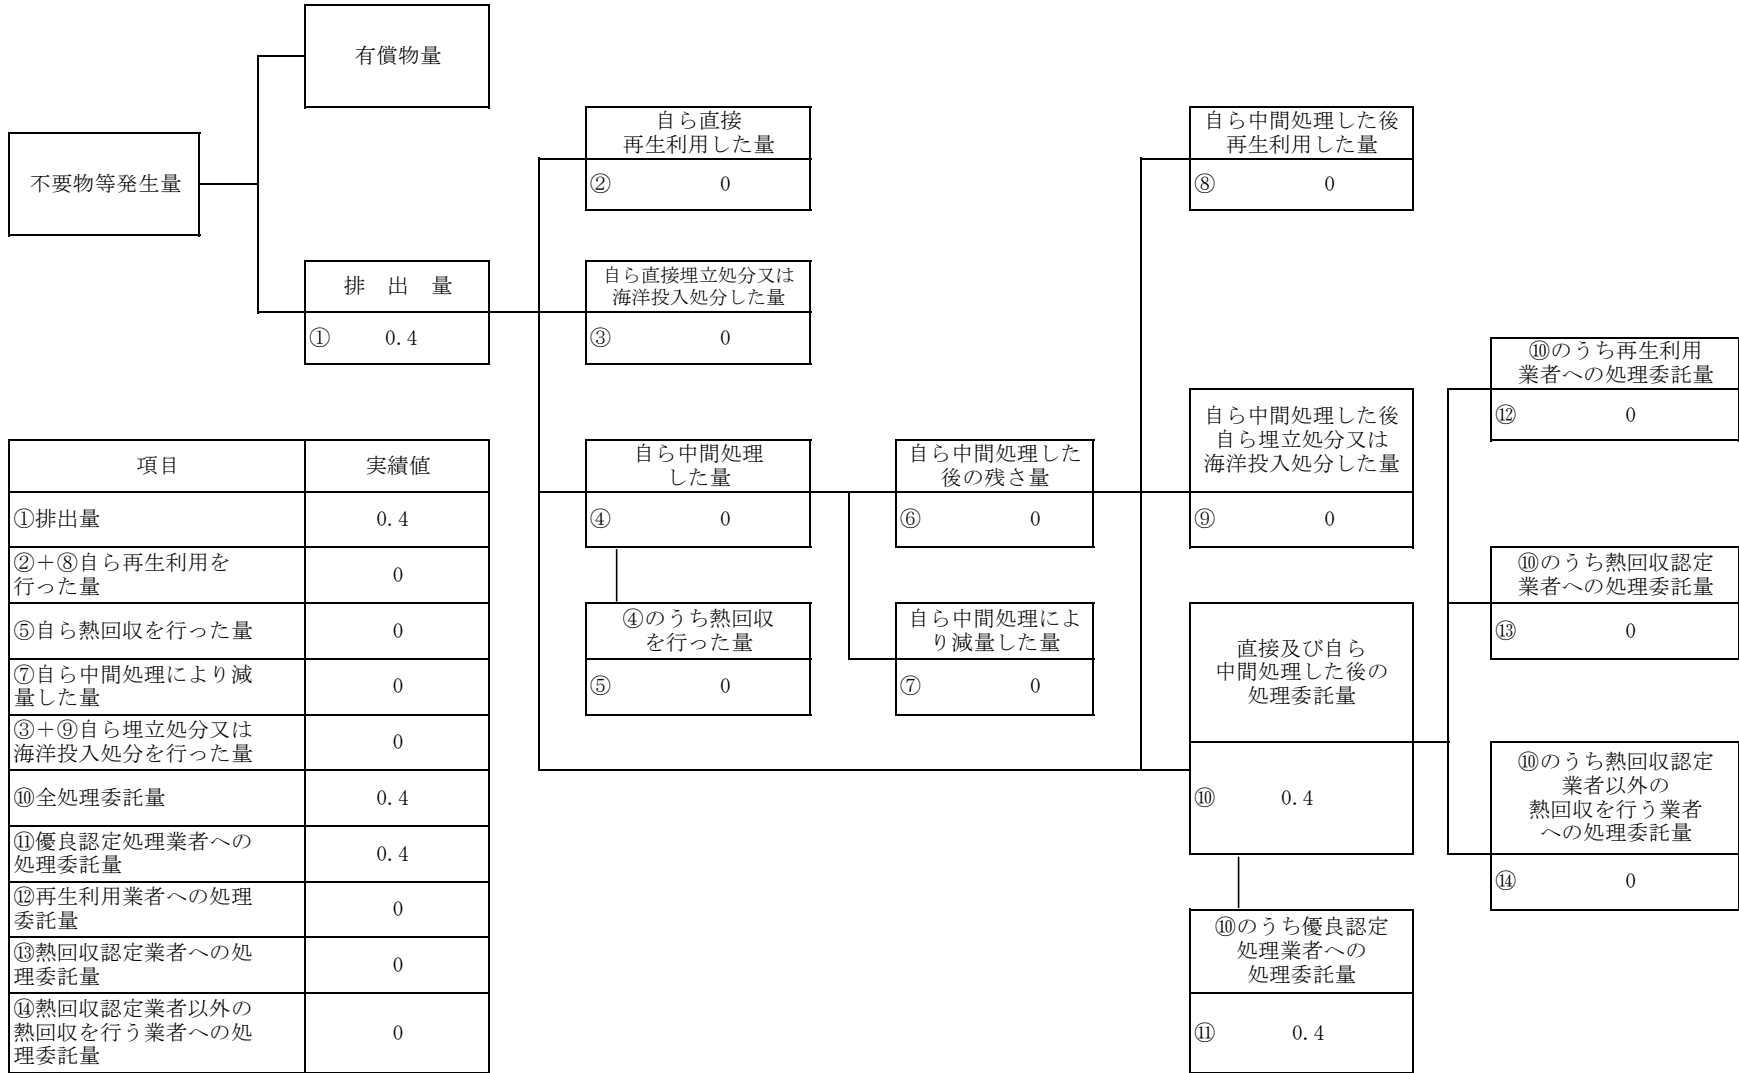 有償物量
不要物等発生量
排 出 量
① 0.4
自ら直接
再生利用した量
② 0
自ら直接埋立処分又は
海洋投入処分した量
③ 0
自ら中間処理
した量
④ 0
④のうち熱回収
を行った量
⑤ 0
自ら中間処理した
後の残さ量
⑥ 0
自ら中間処理によ
り減量した量
⑦ 0
自ら中間処理した後
再生利用した量
⑧ 0
自ら中間処理した後
自ら埋立処分又は
海洋投入処分した量
⑨ 0
直接及び自ら
中間処理した後の
処理委託量
⑩ 0.4
⑩のうち優良認定
処理業者への
処理委託量
⑪ 0.4
⑩のうち再生利用
業者への処理委託量
⑫ 0
⑩のうち熱回収認定
業者への処理委託量
⑬ 0
⑩のうち熱回収認定
業者以外の
熱回収を行う業者
への処理委託量
⑭ 0
項目 実績値
①排出量 0.4
②+⑧自ら再生利用を
行った量 0
⑤自ら熱回収を行った量 0
⑦自ら中間処理により減
量した量 0
③+⑨自ら埋立処分又は
海洋投入処分を行った量 0
⑩全処理委託量 0.4
⑪優良認定処理業者への
処理委託量 0.4
⑫再生利用業者への処理
委託量 0
⑬熱回収認定業者への処
理委託量 0
⑭熱回収認定業者以外の
熱回収を行う業者への処
理委託量 0